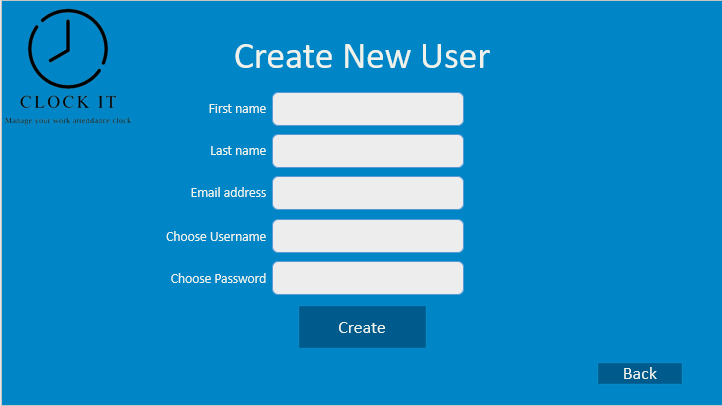 Create New User
CLOCK IT
Manage your work attendance clock
First name
Last name
Email address
Choose Username
Choose Password
Create
Back